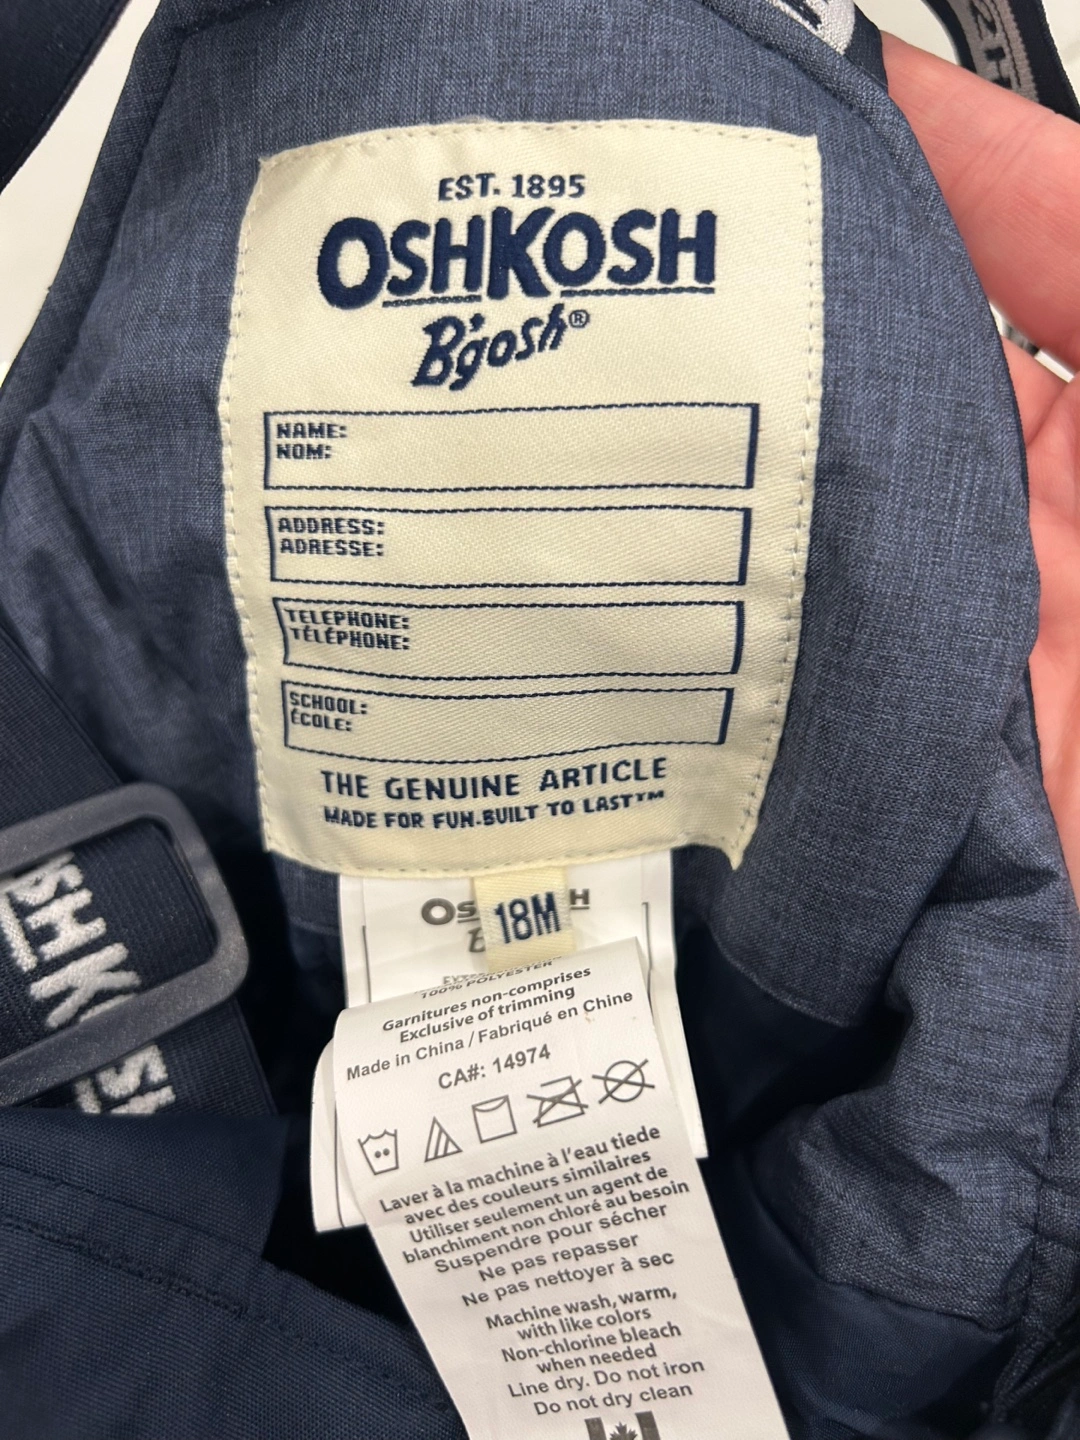 EST. 1895
OSHKOSH
B'gosh®
NAME:
NOM:
ADDRESS:
ADRESSE:
TELEPHONE:
TÉLÉPHONE:
SCHOOL:
ÉCOLE:
THE GENUINE ARTICLE
MADE FOR FUN-BUILT TO LAST™
18M
100% POLYESTER
Garnitures non-comprises
Exclusive of trimming
Made in China / Fabriqué en Chine
CA#: 14974
Laver à la machine à l'eau tiede
avec des couleurs similaires
Utiliser seulement un agent de
blanchiment non chloré au besoin
Suspendre pour sécher
Ne pas repasser
Ne pas nettoyer à sec
Machine wash, warm,
with like colors
Non-chlorine bleach
when needed
Line dry. Do not iron
Do not dry clean